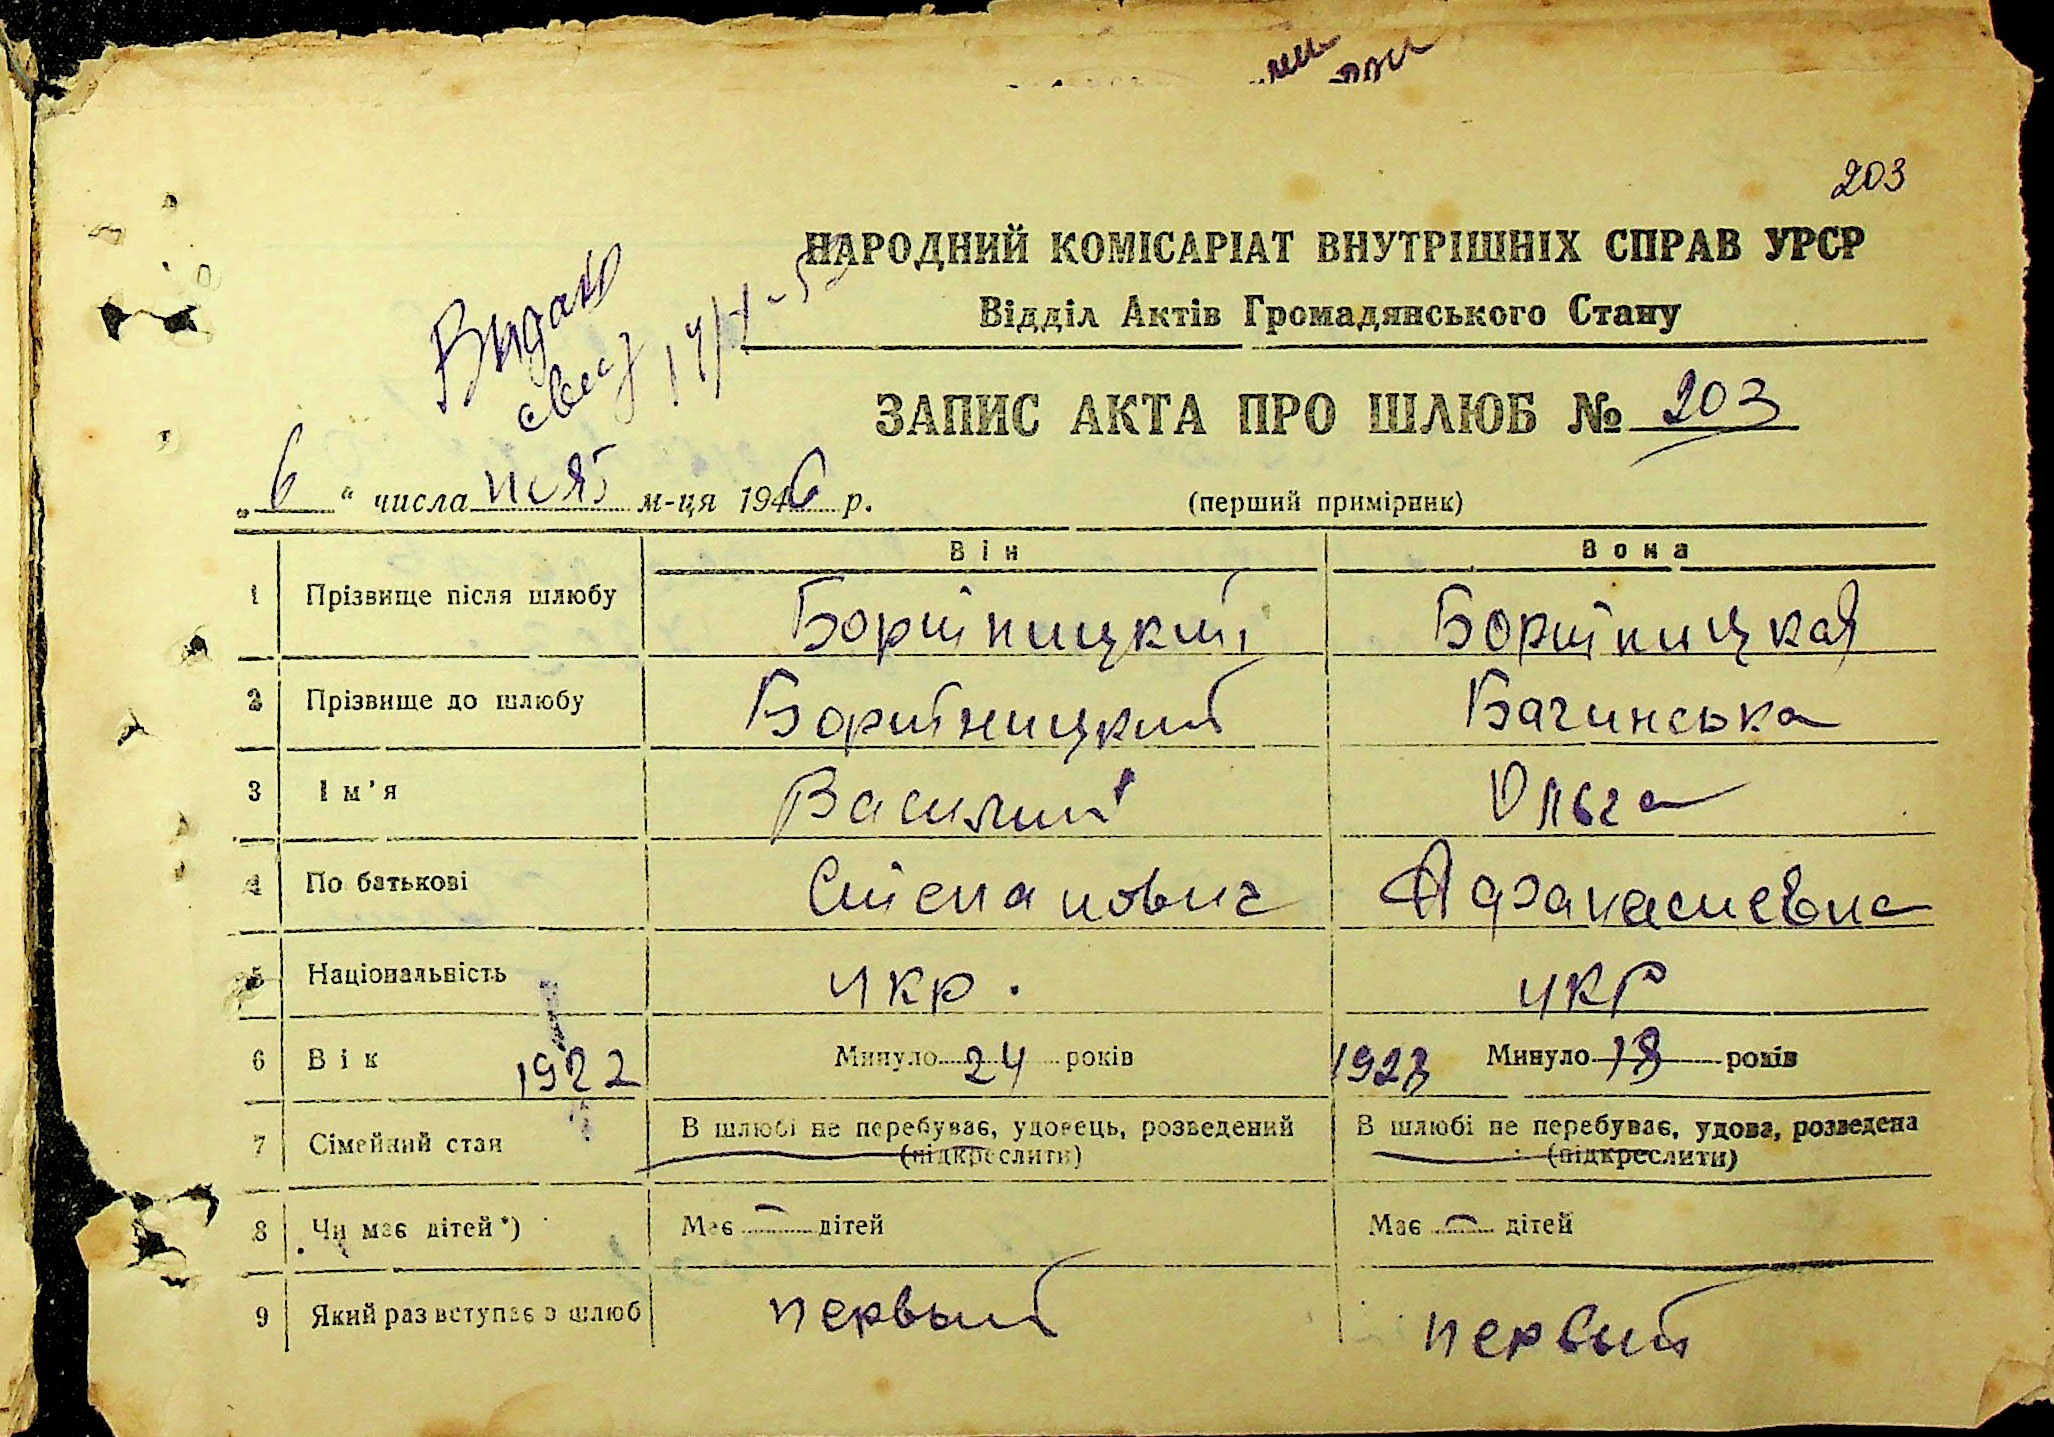 203
НАРОДНИЙ КОМІСАРІАТ ВНУТРІШНІХ СПРАВ УРСР
Відділ Актів Громадянського Стану
Видано
ЗАПИС АКТА ПРО ШЛЮБ № 203
„6“ числа м-ця 1946 р. (перший примірник)
Він Вона
1 Прізвище після шлюбу Бортницкий Бортницкая
2 Прізвище до шлюбу Бортницкий Бачинська
3 Ім'я Василий Ольга
4 По батькові Степанович Афанасиевна
5 Національність укр. укр
6 Вік 1922 Минуло 24 років 1928 Минуло 18 років
7 Сімейний стан В шлюбі не перебуває, удовець, розведений (підкреслити) В шлюбі не перебуває, удова, розведена (підкреслити)
8 Чи має дітей*) Має — дітей Має — дітей
9 Який раз вступає в шлюб первый первый